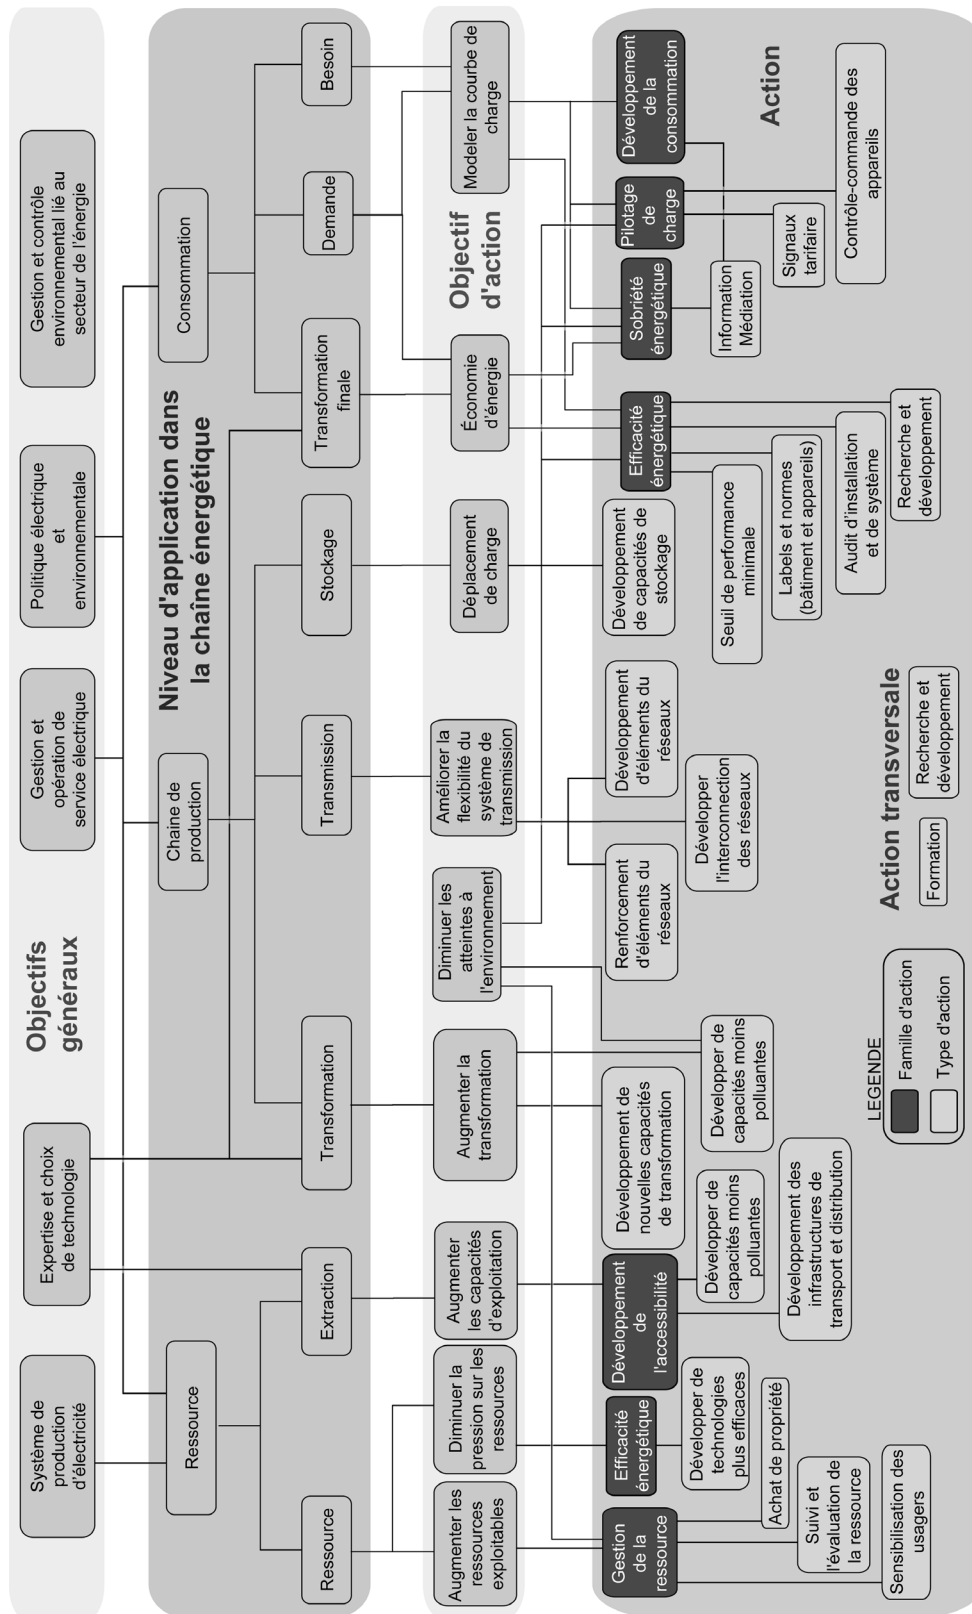 Objectifs
généraux
Système de
production
d'électricité
Expertise et choix
de technologie
Gestion et
opération de
service électrique
Politique électrique
et
environnementale
Gestion et contrôle
environnemental lié au
secteur de l'énergie
Niveau d'application dans
la chaîne énergétique
Ressource
Chaine de
production
Consommation
Ressource
Extraction
Transformation
Transmission
Stockage
Transformation
finale
Demande
Besoin
Objectif
d'action
Augmenter les
ressources
exploitables
Diminuer la
pression sur les
ressources
Augmenter
les capacités
d'exploitation
Augmenter la
transformation
Diminuer les
atteintes à
l'environnement
Améliorer la
flexibilité du
système de
transmission
Déplacement
de charge
Économie
d'énergie
Modeler la courbe de
charge
Action
Gestion
de la
ressource
Efficacité
énergétique
Développement
de
l'accessibilité
Développement de
nouvelles capacités
de transformation
Renforcement
d'éléments du
réseaux
Développement
d'éléments du
réseaux
Développement
de capacités de
stockage
Efficacité
énergétique
Sobriété
énergétique
Pilotage
de
charge
Développement
de la
consommation
Développer de
technologies
plus efficaces
Développer de
capacités moins
polluantes
Développer de
capacités moins
polluantes
Développer
l'interconnection
des réseaux
Seuil de performance
minimale
Information
Médiation
Achat de propriété
Développement des
infrastructures de
transport et distribution
Labels et normes
(bâtiment et appareils)
Signaux
tarifaire
Suivi et
l'évaluation de
la ressource
Audit d'installation
et de système
Contrôle-commande des
appareils
Sensibilisation des
usagers
Recherche et
développement
LEGENDE
Famille d'action
Type d'action
Action transversale
Formation
Recherche et
développement